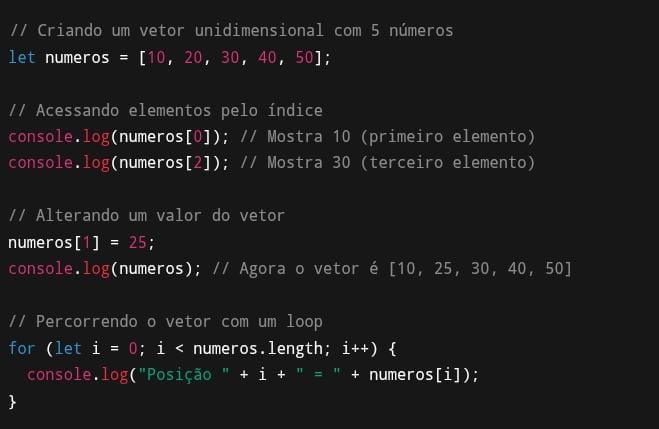 // Criando um vetor unidimensional com 5 números
let numeros = [10, 20, 30, 40, 50];
// Acessando elementos pelo índice
console.log(numeros[0]); // Mostra 10 (primeiro elemento)
console.log(numeros[2]); // Mostra 30 (terceiro elemento)
// Alterando um valor do vetor
numeros[1] = 25;
console.log(numeros); // Agora o vetor é [10, 25, 30, 40, 50]
// Percorrendo o vetor com um loop
for (let i = 0; i < numeros.length; i++) {
  console.log("Posição " + i + " = " + numeros[i]);
}